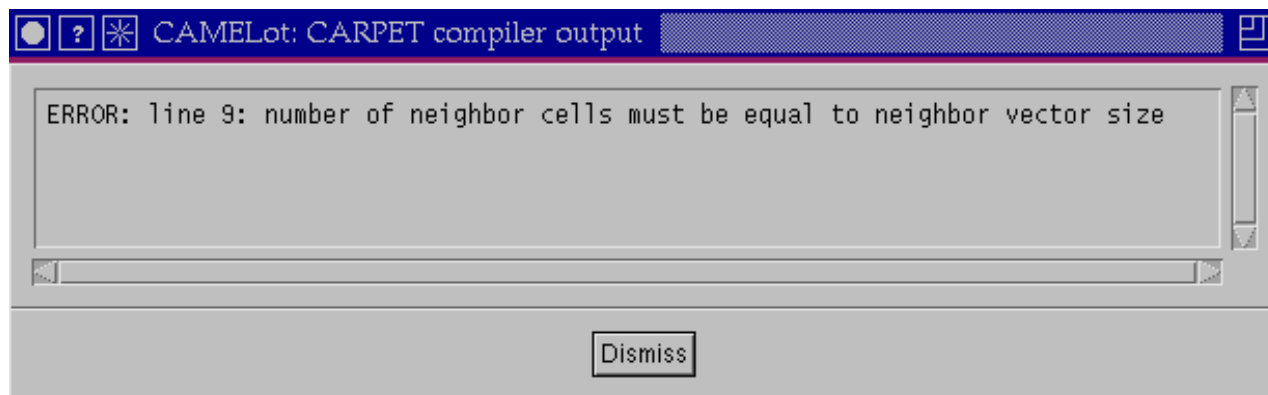 ? CAMELot: CARPET compiler output
ERROR: line 9: number of neighbor cells must be equal to neighbor vector size
Dismiss